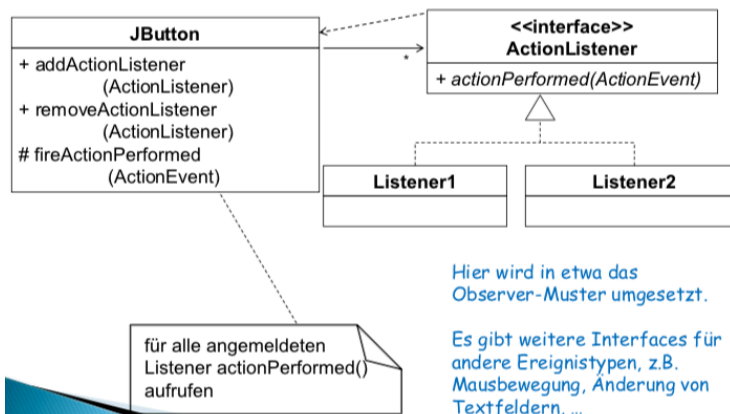 JButton
+ addActionListener
(ActionListener)
+ removeActionListener
(ActionListener)
# fireActionPerformed
(ActionEvent)
*
<<interface>>
ActionListener
+ actionPerformed(ActionEvent)
Listener1
Listener2
für alle angemeldeten
Listener actionPerformed()
aufrufen
Hier wird in etwa das
Observer-Muster umgesetzt.
Es gibt weitere Interfaces für
andere Ereignistypen, z.B.
Mausbewegung, Änderung von
Textfeldern, …